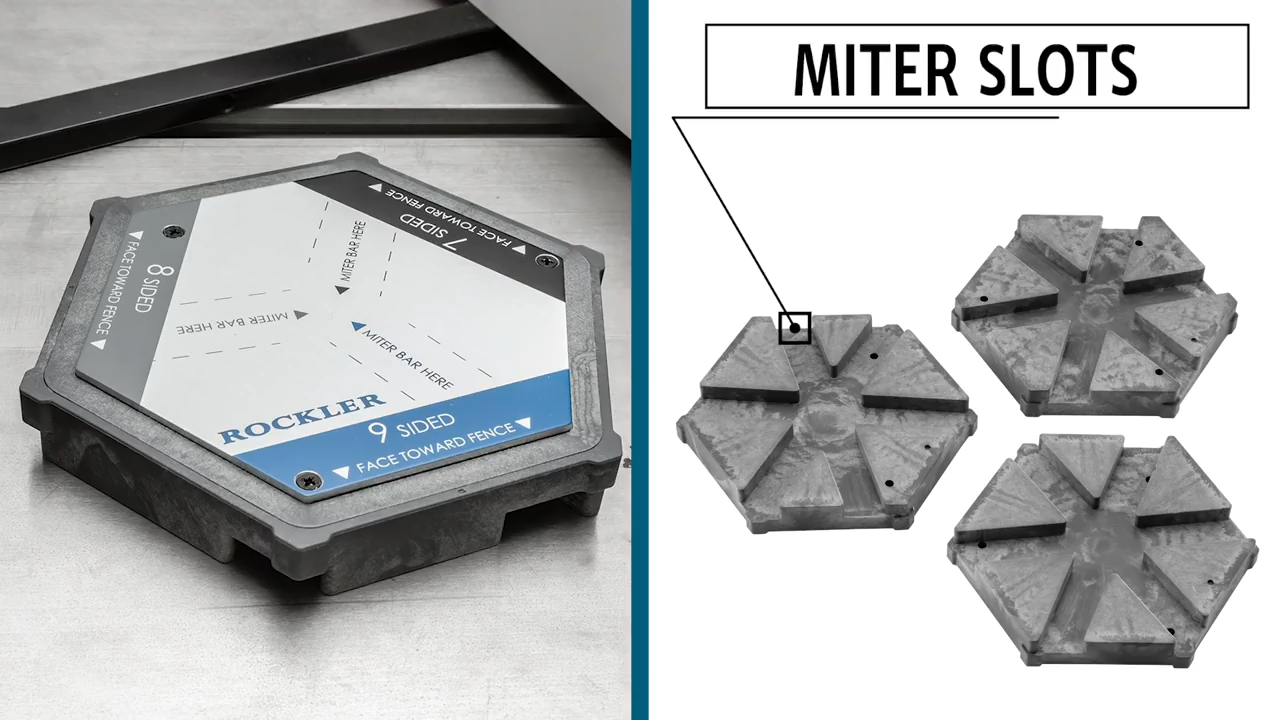 MITER SLOTS
7 SIDED
▼ FACE TOWARD FENCE ▼
MITER BAR HERE
8 SIDED
▼ FACE TOWARD FENCE ▼
MITER BAR HERE
MITER BAR HERE
ROCKLER
9 SIDED
▼ FACE TOWARD FENCE ▼